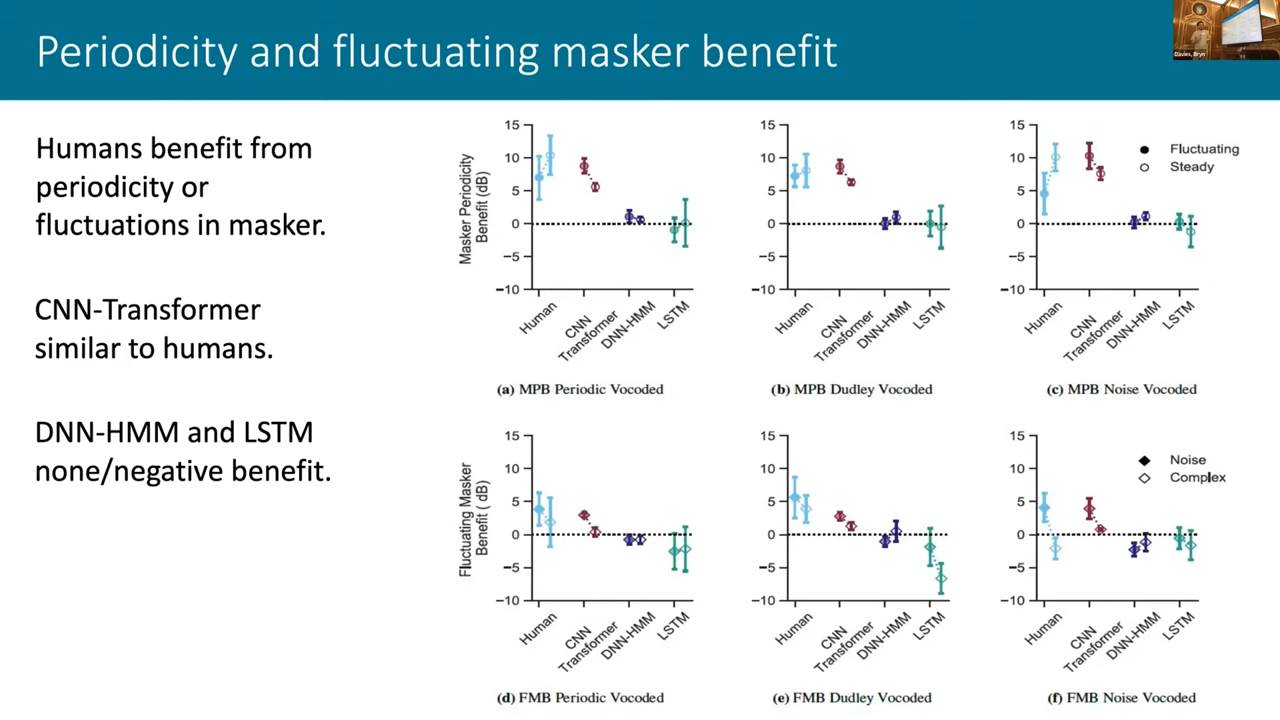 Periodicity and fluctuating masker benefit
Davies, Bryn
Humans benefit from
periodicity or
fluctuations in masker.
CNN-Transformer
similar to humans.
DNN-HMM and LSTM
none/negative benefit.
Masker Periodicity
Benefit (dB)
15
10
5
0
−5
−10
Human
CNN
Transformer
DNN-HMM
LSTM
(a) MPB Periodic Vocoded
15
10
5
0
−5
−10
Human
CNN
Transformer
DNN-HMM
LSTM
(b) MPB Dudley Vocoded
15
10
5
0
−5
−10
Fluctuating
Steady
Human
CNN
Transformer
DNN-HMM
LSTM
(c) MPB Noise Vocoded
Fluctuating Masker
Benefit ( dB)
15
10
5
0
−5
−10
Human
CNN
Transformer
DNN-HMM
LSTM
(d) FMB Periodic Vocoded
15
10
5
0
−5
−10
Human
CNN
Transformer
DNN-HMM
LSTM
(e) FMB Dudley Vocoded
15
10
5
0
−5
−10
Noise
Complex
Human
CNN
Transformer
DNN-HMM
LSTM
(f) FMB Noise Vocoded